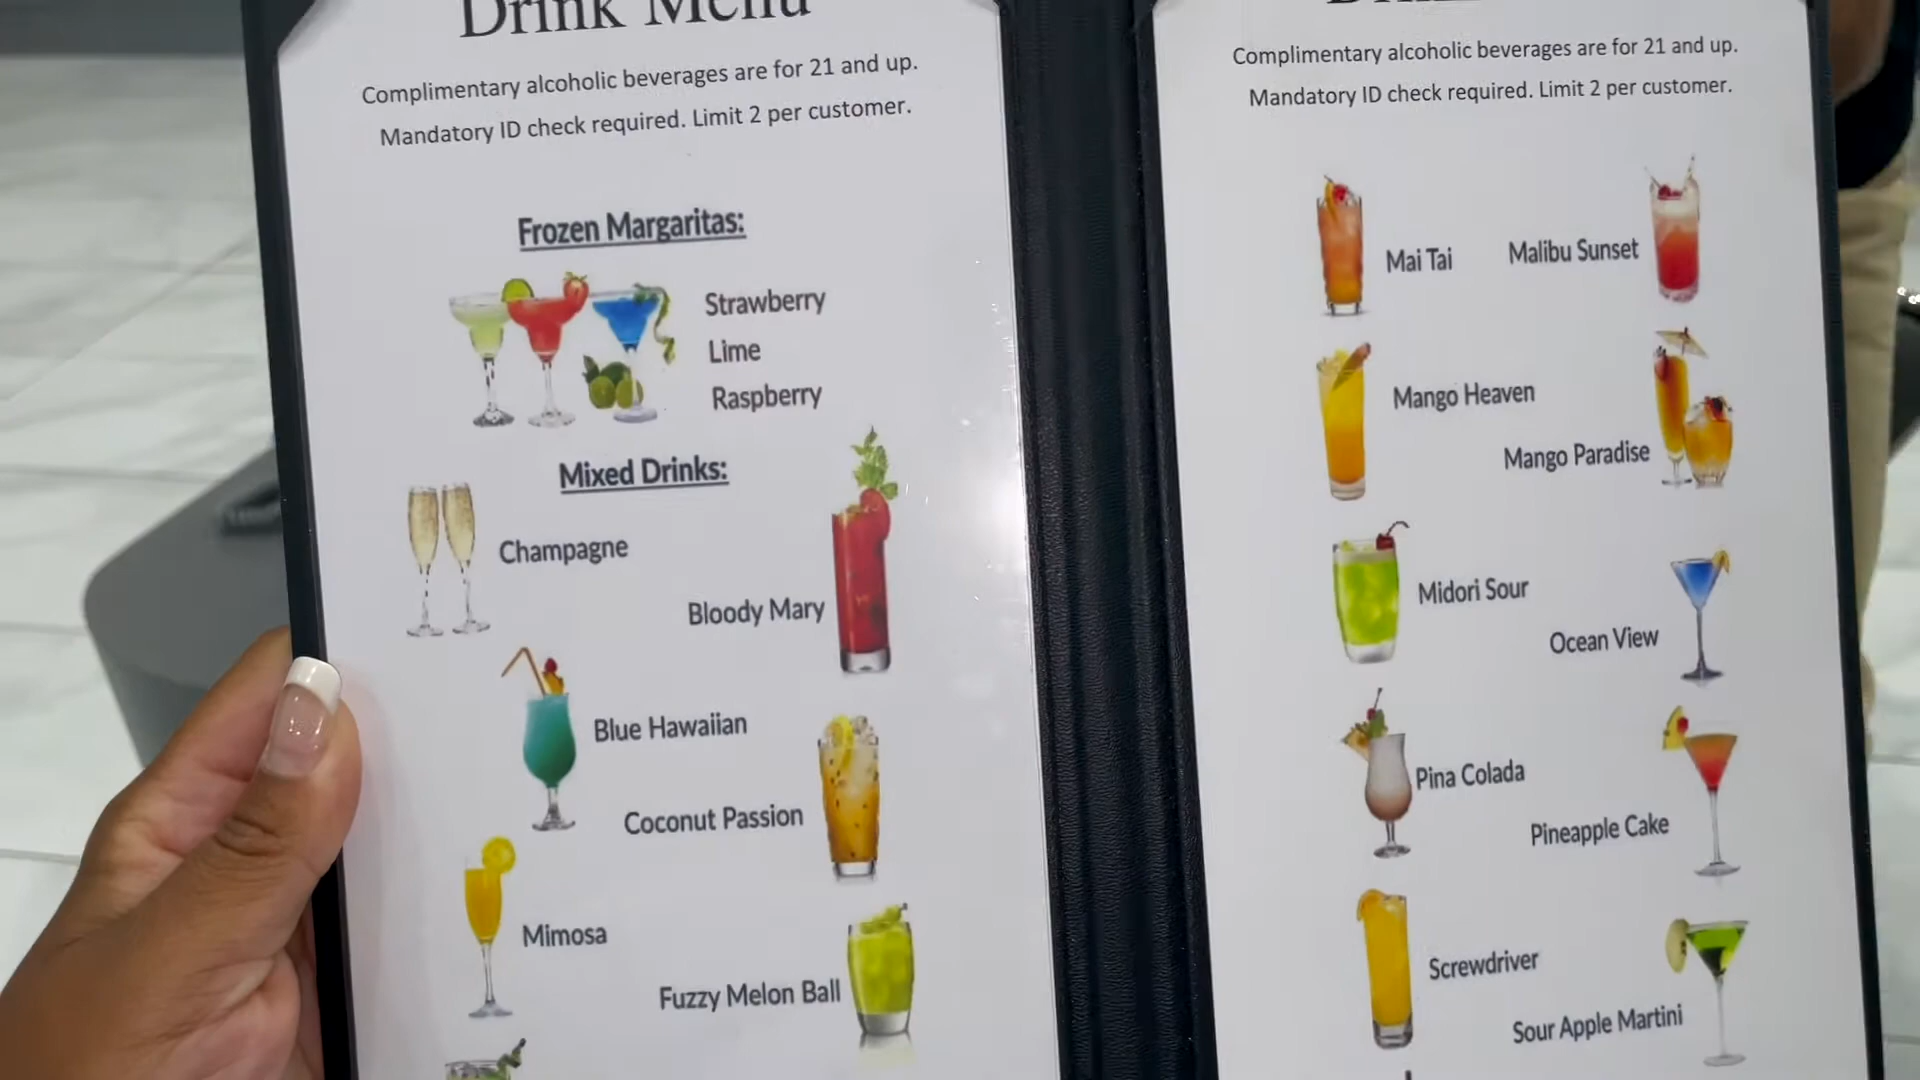 Drink Menu
Complimentary alcoholic beverages are for 21 and up.
Mandatory ID check required. Limit 2 per customer.
Frozen Margaritas:
Strawberry
Lime
Raspberry
Mixed Drinks:
Champagne
Bloody Mary
Blue Hawaiian
Coconut Passion
Mimosa
Fuzzy Melon Ball
Complimentary alcoholic beverages are for 21 and up.
Mandatory ID check required. Limit 2 per customer.
Mai Tai
Malibu Sunset
Mango Heaven
Mango Paradise
Midori Sour
Ocean View
Pina Colada
Pineapple Cake
Screwdriver
Sour Apple Martini